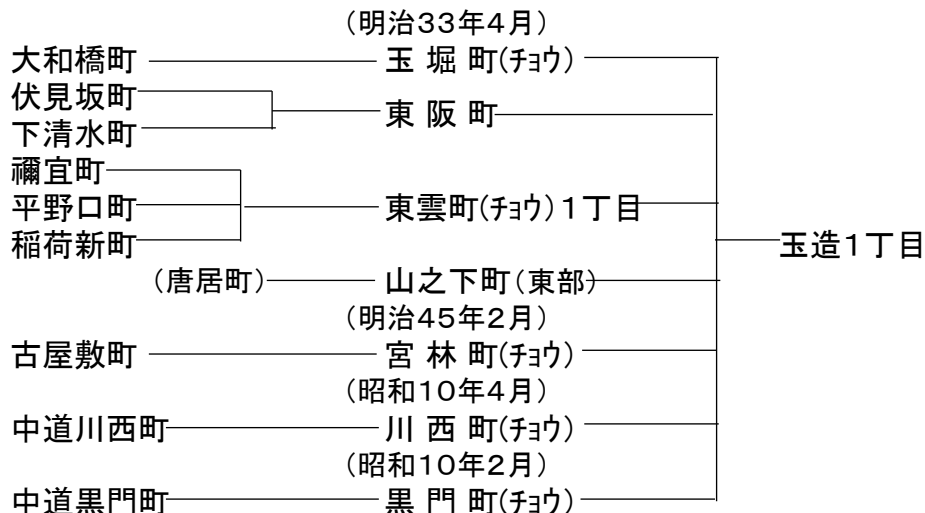 (明治33年4月)
大和橋町 玉堀町(チョウ)
伏見坂町
東阪町
下清水町
禰宜町
平野口町 東雲町(チョウ)1丁目
稲荷新町 玉造1丁目
(唐居町) 山之下町(東部)
(明治45年2月)
古屋敷町 宮林町(チョウ)
(昭和10年4月)
中道川西町 川西町(チョウ)
(昭和10年2月)
中道黒門町 黒門町(チョウ)